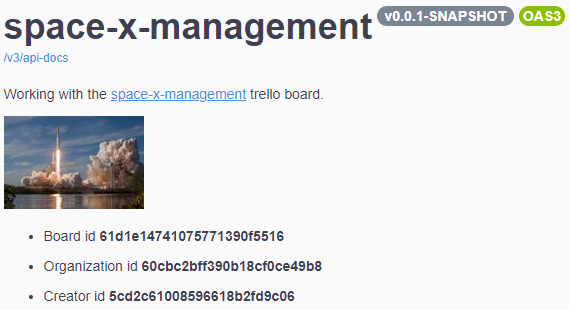 space-x-management v0.0.1-SNAPSHOT OAS3
/v3/api-docs
Working with the space-x-management trello board.
Board id 61d1e14741075771390f5516
Organization id 60cbc2bff390b18cf0ce49b8
Creator id 5cd2c61008596618b2fd9c06